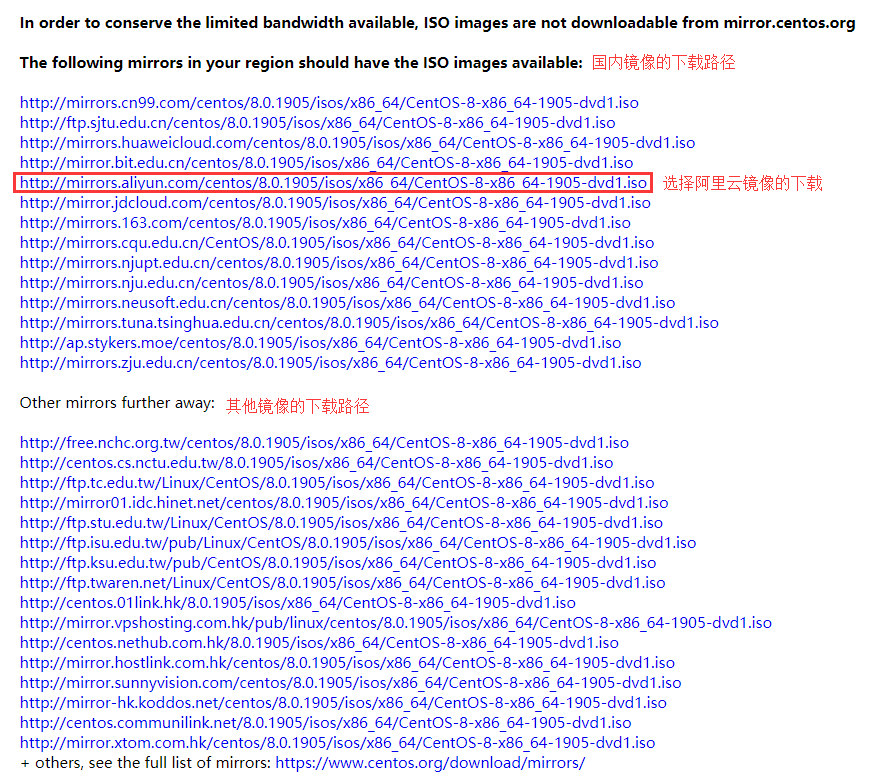 In order to conserve the limited bandwidth available, ISO images are not downloadable from mirror.centos.org
The following mirrors in your region should have the ISO images available: 国内镜像的下载路径
http://mirrors.cn99.com/centos/8.0.1905/isos/x86_64/CentOS-8-x86_64-1905-dvd1.iso
http://ftp.sjtu.edu.cn/centos/8.0.1905/isos/x86_64/CentOS-8-x86_64-1905-dvd1.iso
http://mirrors.huaweicloud.com/centos/8.0.1905/isos/x86_64/CentOS-8-x86_64-1905-dvd1.iso
http://mirror.bit.edu.cn/centos/8.0.1905/isos/x86_64/CentOS-8-x86_64-1905-dvd1.iso
http://mirrors.aliyun.com/centos/8.0.1905/isos/x86_64/CentOS-8-x86_64-1905-dvd1.iso 选择阿里云镜像的下载
http://mirror.jdcloud.com/centos/8.0.1905/isos/x86_64/CentOS-8-x86_64-1905-dvd1.iso
http://mirrors.163.com/centos/8.0.1905/isos/x86_64/CentOS-8-x86_64-1905-dvd1.iso
http://mirrors.cqu.edu.cn/CentOS/8.0.1905/isos/x86_64/CentOS-8-x86_64-1905-dvd1.iso
http://mirrors.njupt.edu.cn/centos/8.0.1905/isos/x86_64/CentOS-8-x86_64-1905-dvd1.iso
http://mirrors.nju.edu.cn/centos/8.0.1905/isos/x86_64/CentOS-8-x86_64-1905-dvd1.iso
http://mirrors.neusoft.edu.cn/centos/8.0.1905/isos/x86_64/CentOS-8-x86_64-1905-dvd1.iso
http://mirrors.tuna.tsinghua.edu.cn/centos/8.0.1905/isos/x86_64/CentOS-8-x86_64-1905-dvd1.iso
http://ap.stykers.moe/centos/8.0.1905/isos/x86_64/CentOS-8-x86_64-1905-dvd1.iso
http://mirrors.zju.edu.cn/centos/8.0.1905/isos/x86_64/CentOS-8-x86_64-1905-dvd1.iso
Other mirrors further away: 其他镜像的下载路径
http://free.nchc.org.tw/centos/8.0.1905/isos/x86_64/CentOS-8-x86_64-1905-dvd1.iso
http://centos.cs.nctu.edu.tw/8.0.1905/isos/x86_64/CentOS-8-x86_64-1905-dvd1.iso
http://ftp.tc.edu.tw/Linux/CentOS/8.0.1905/isos/x86_64/CentOS-8-x86_64-1905-dvd1.iso
http://mirror01.idc.hinet.net/centos/8.0.1905/isos/x86_64/CentOS-8-x86_64-1905-dvd1.iso
http://ftp.stu.edu.tw/Linux/CentOS/8.0.1905/isos/x86_64/CentOS-8-x86_64-1905-dvd1.iso
http://ftp.isu.edu.tw/pub/Linux/CentOS/8.0.1905/isos/x86_64/CentOS-8-x86_64-1905-dvd1.iso
http://ftp.ksu.edu.tw/pub/CentOS/8.0.1905/isos/x86_64/CentOS-8-x86_64-1905-dvd1.iso
http://ftp.twaren.net/Linux/CentOS/8.0.1905/isos/x86_64/CentOS-8-x86_64-1905-dvd1.iso
http://centos.01link.hk/8.0.1905/isos/x86_64/CentOS-8-x86_64-1905-dvd1.iso
http://mirror.vpshosting.com.hk/pub/linux/centos/8.0.1905/isos/x86_64/CentOS-8-x86_64-1905-dvd1.iso
http://centos.nethub.com.hk/8.0.1905/isos/x86_64/CentOS-8-x86_64-1905-dvd1.iso
http://mirror.hostlink.com.hk/centos/8.0.1905/isos/x86_64/CentOS-8-x86_64-1905-dvd1.iso
http://mirror.sunnyvision.com/centos/8.0.1905/isos/x86_64/CentOS-8-x86_64-1905-dvd1.iso
http://mirror-hk.koddos.net/centos/8.0.1905/isos/x86_64/CentOS-8-x86_64-1905-dvd1.iso
http://centos.communilink.net/8.0.1905/isos/x86_64/CentOS-8-x86_64-1905-dvd1.iso
http://mirror.xtom.com.hk/centos/8.0.1905/isos/x86_64/CentOS-8-x86_64-1905-dvd1.iso
+ others, see the full list of mirrors: https://www.centos.org/download/mirrors/